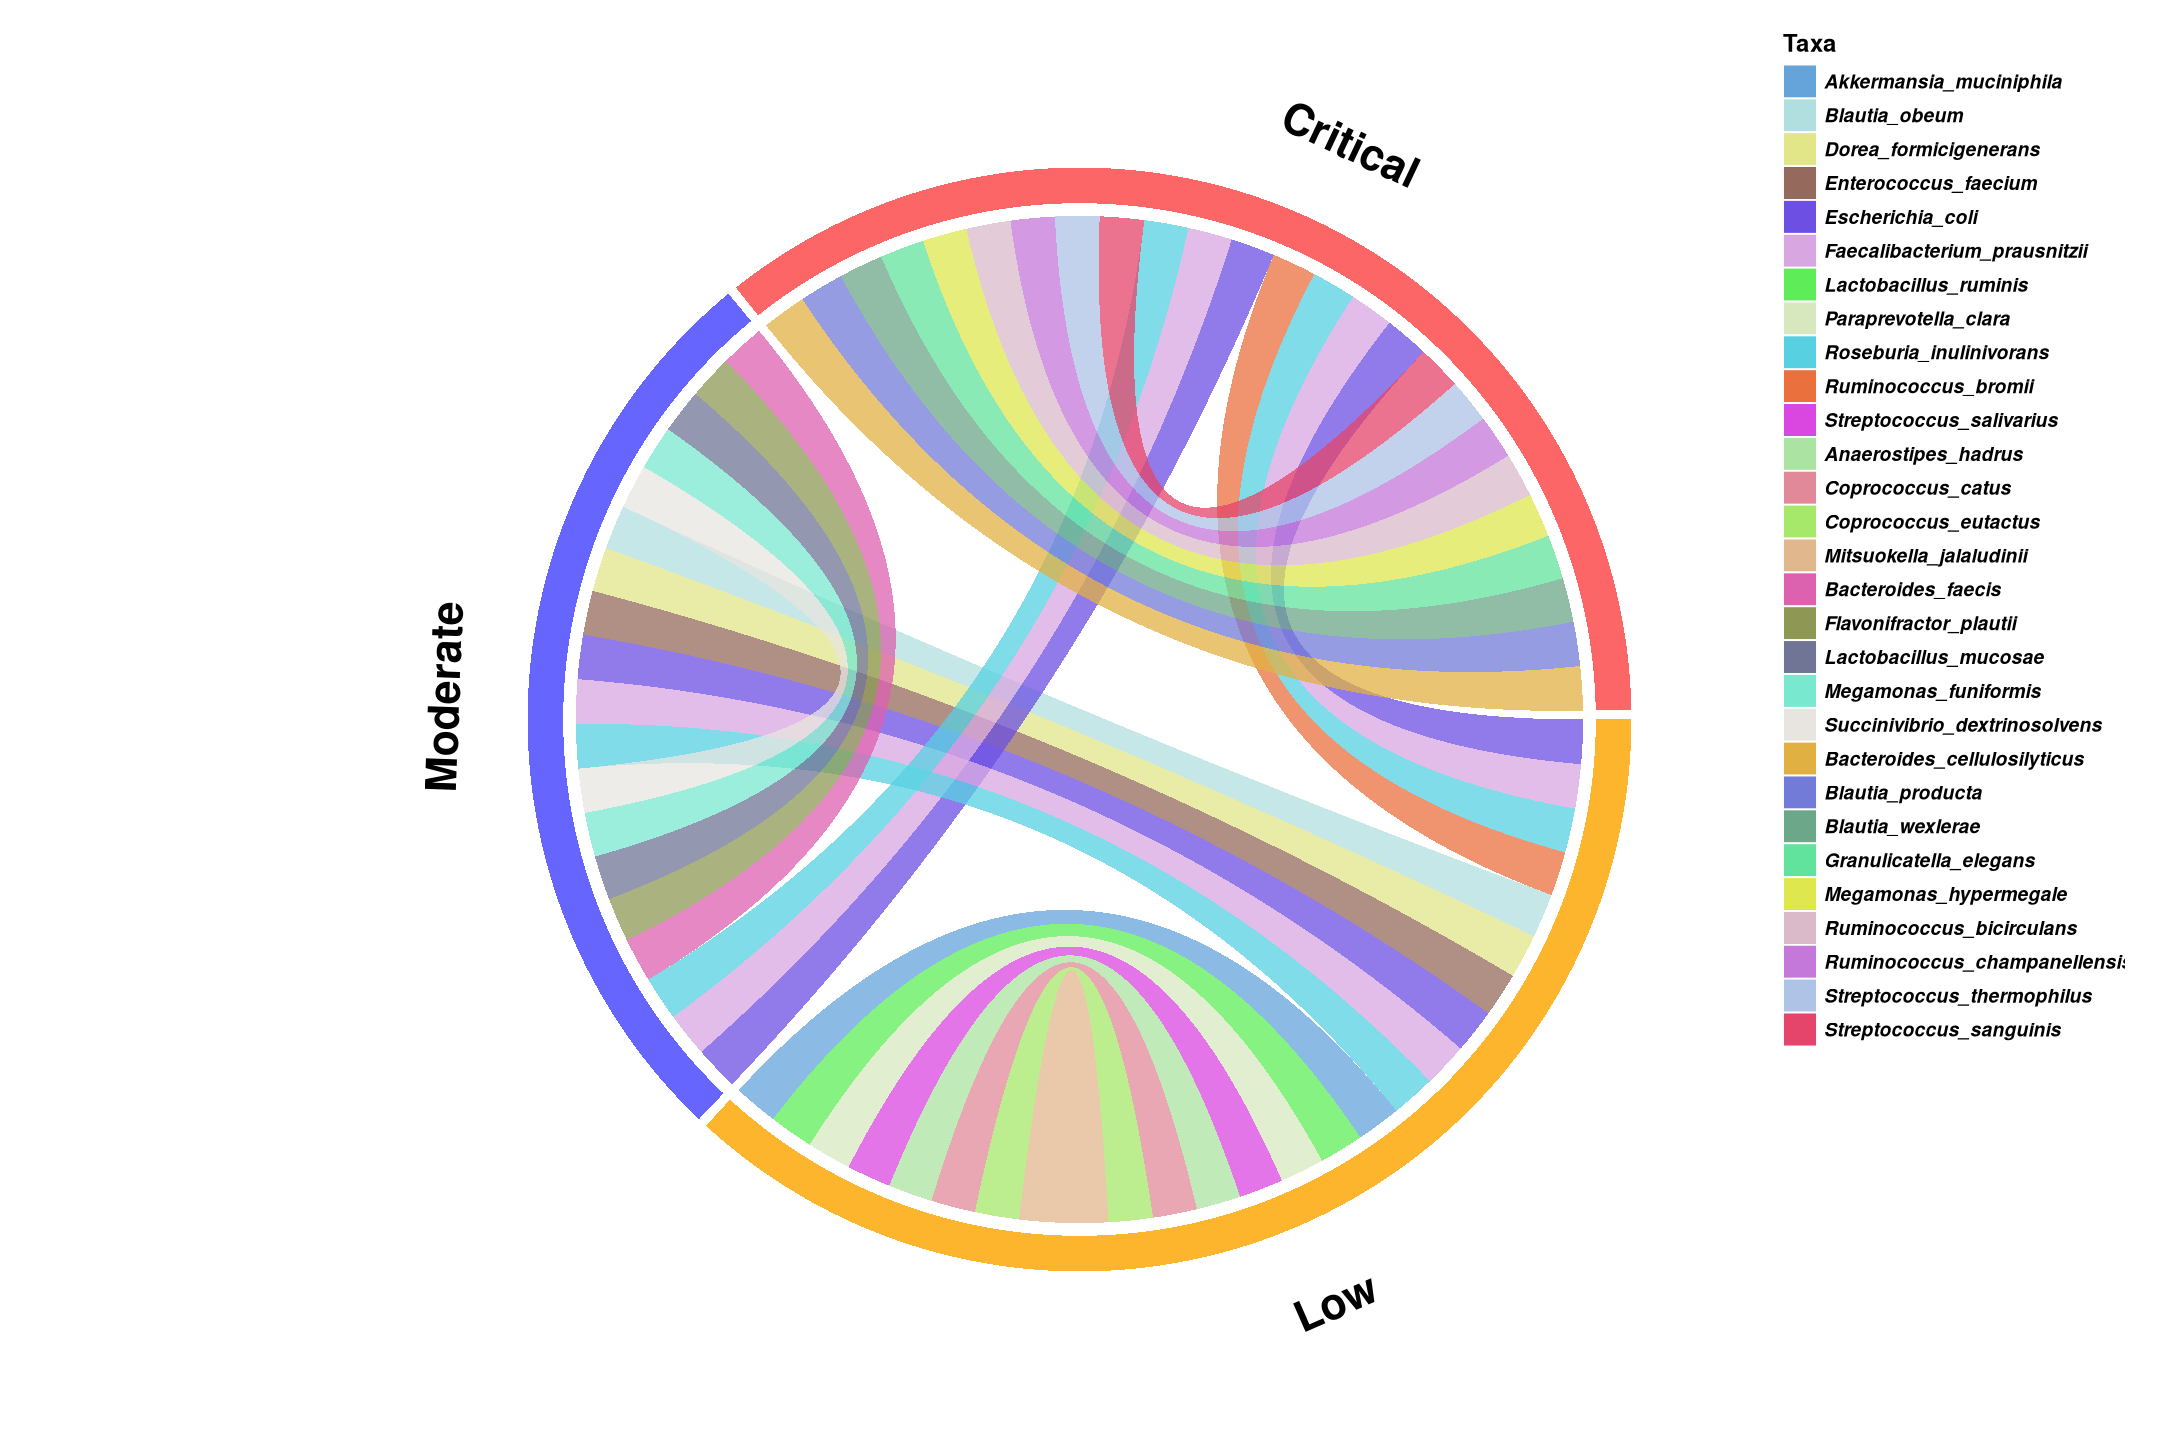 Critical
Moderate
Low
Taxa
Akkermansia_muciniphila
Blautia_obeum
Dorea_formicigenerans
Enterococcus_faecium
Escherichia_coli
Faecalibacterium_prausnitzii
Lactobacillus_ruminis
Paraprevotella_clara
Roseburia_inulinivorans
Ruminococcus_bromii
Streptococcus_salivarius
Anaerostipes_hadrus
Coprococcus_catus
Coprococcus_eutactus
Mitsuokella_jalaludinii
Bacteroides_faecis
Flavonifractor_plautii
Lactobacillus_mucosae
Megamonas_funiformis
Succinivibrio_dextrinosolvens
Bacteroides_cellulosilyticus
Blautia_producta
Blautia_wexlerae
Granulicatella_elegans
Megamonas_hypermegale
Ruminococcus_bicirculans
Ruminococcus_champanellensis
Streptococcus_thermophilus
Streptococcus_sanguinis